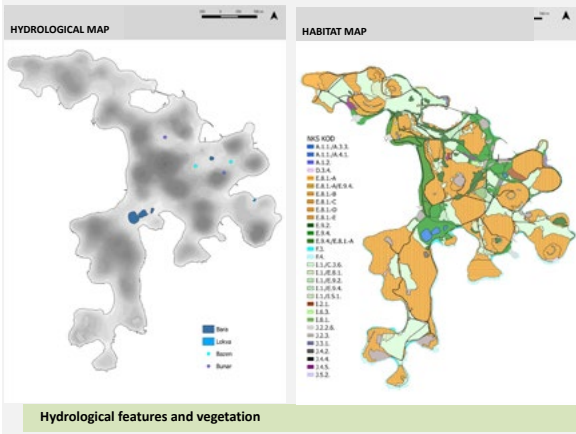 HYDROLOGICAL MAP
Bara
Lokva
Bazen
Bunar
HABITAT MAP
NKS KOD
A.1.1./A.3.3.
A.1.1./A.4.1.
A.1.2.
D.3.4.
E.8.1.-A
E.8.1.-A/E.9.4.
E.8.1.-B
E.8.1.-C
E.8.1.-D
E.8.1.-E
E.9.2.
E.9.4.
E.9.4./E.8.1.-A
F.3.
F.4.
I.1./C.3.6.
I.1./E.8.1.
I.1./E.9.2.
I.1./E.9.4.
I.1./I.5.1.
I.2.1.
I.8.1.
J.2.2.6.
J.2.3.
J.3.1.
J.4.2.
J.4.4.
J.4.5.
J.5.2.
Hydrological features and vegetation